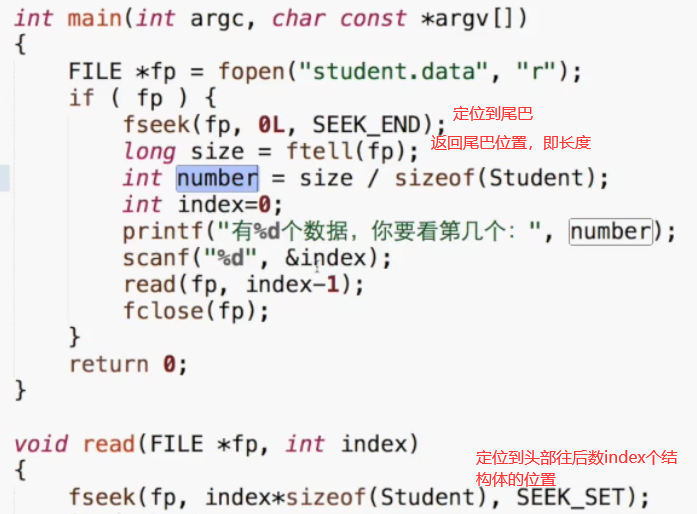 int main(int argc, char const *argv[])
{
FILE *fp = fopen("student.data", "r");
if ( fp ) {
fseek(fp, 0L, SEEK_END);
定位到尾巴
long size = ftell(fp);
返回尾巴位置，即长度
int number = size / sizeof(Student);
int index=0;
printf("有%d个数据，你要看第几个：", number);
scanf("%d", &index);
read(fp, index-1);
fclose(fp);
}
return 0;
}
void read(FILE *fp, int index)
{
定位到头部往后数index个结
构体的位置
fseek(fp, index*sizeof(Student), SEEK_SET);